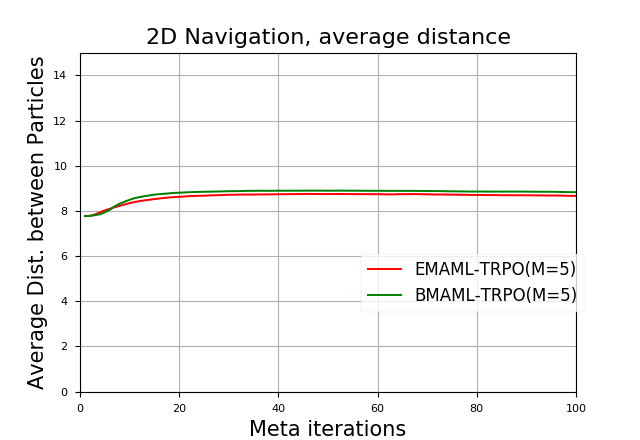 2D Navigation, average distance
Average Dist. between Particles
14
12
10
8
6
4
2
0
EMAML-TRPO(M=5)
BMAML-TRPO(M=5)
0 20 40 60 80 100
Meta iterations